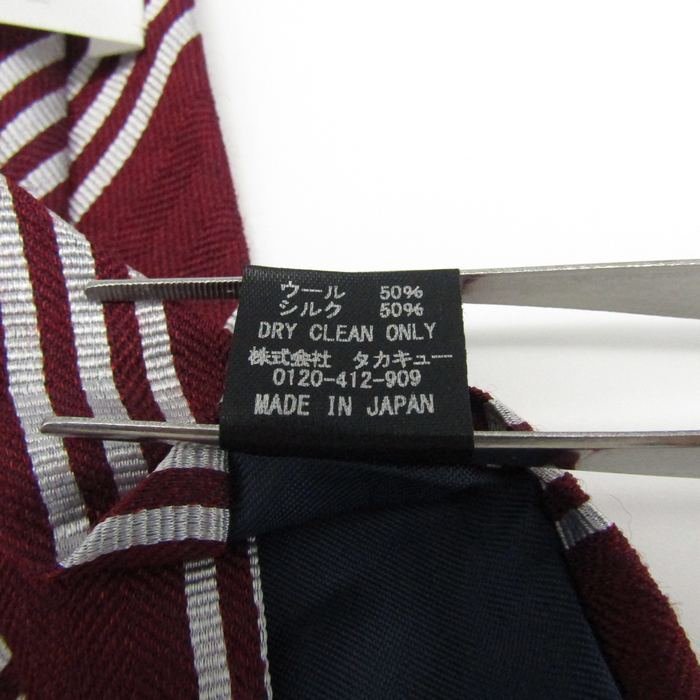 ウール 50%
シルク 50%
DRY CLEAN ONLY
株式会社 タカキュー
0120-412-909
MADE IN JAPAN